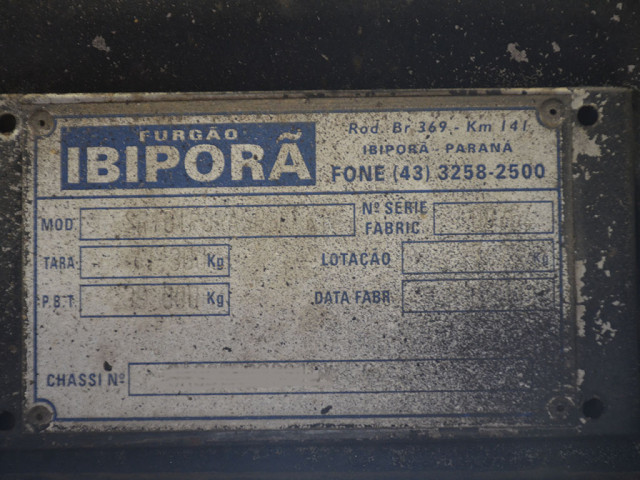 FURGÃO
IBIPORÃ
Rod. Br 369 - Km 141
IBIPORÃ - PARANÁ
FONE (43) 3258-2500
MOD.
Nº SÉRIE
FABRIC
TARA Kg
LOTAÇÃO Kg
P.B.T. Kg
DATA FABR
CHASSI Nº